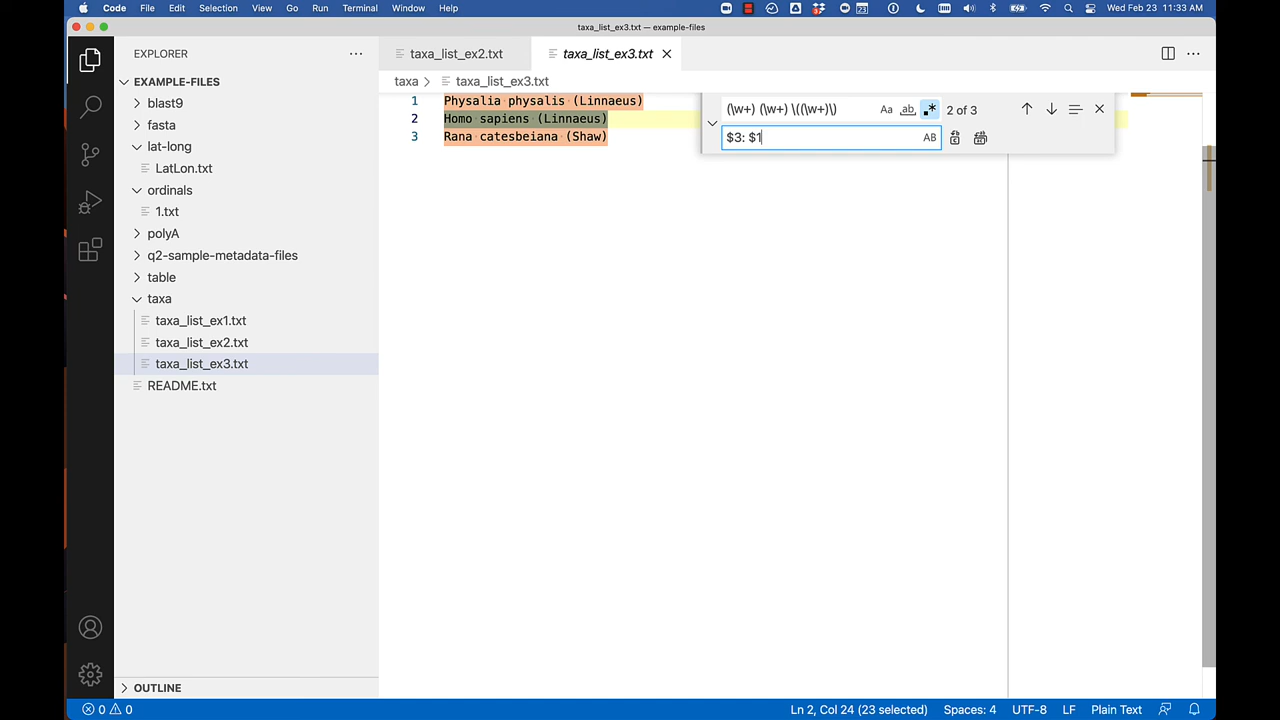 Code File Edit Selection View Go Run Terminal Window Help Wed Feb 23 11:33 AM
taxa_list_ex3.txt — example-files
EXPLORER
taxa_list_ex2.txt
taxa_list_ex3.txt
EXAMPLE-FILES
taxa > taxa_list_ex3.txt
blast9
fasta
lat-long
LatLon.txt
ordinals
1.txt
polyA
q2-sample-metadata-files
table
taxa
taxa_list_ex1.txt
taxa_list_ex2.txt
taxa_list_ex3.txt
README.txt
OUTLINE
1 Physalia physalis (Linnaeus)
2 Homo sapiens (Linnaeus)
3 Rana catesbeiana (Shaw)
(\w+) (\w+) \((\w+)\) Aa ab .* 2 of 3
$3: $1 AB
0 0 Ln 2, Col 24 (23 selected) Spaces: 4 UTF-8 LF Plain Text